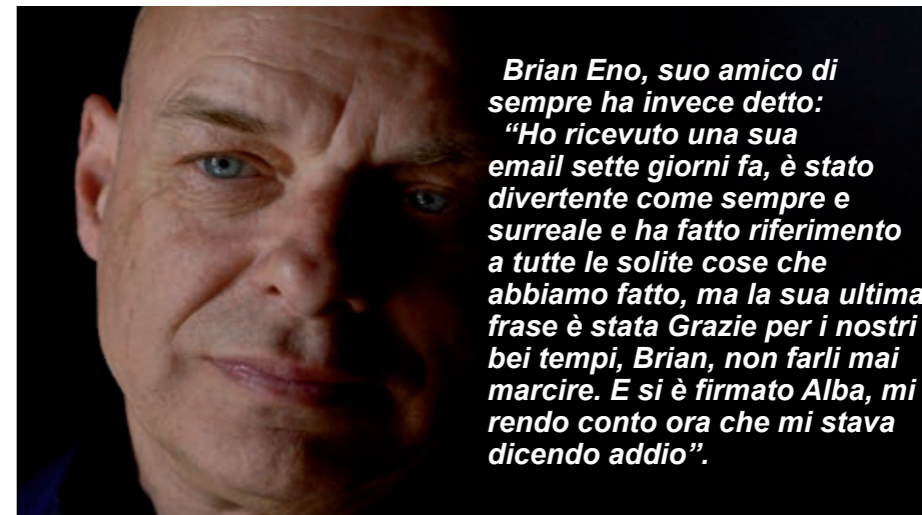 Brian Eno, suo amico di
sempre ha invece detto:
“Ho ricevuto una sua
email sette giorni fa, è stato
divertente come sempre e
surreale e ha fatto riferimento
a tutte le solite cose che
abbiamo fatto, ma la sua ultima
frase è stata Grazie per i nostri
bei tempi, Brian, non farli mai
marcire. E si è firmato Alba, mi
rendo conto ora che mi stava
dicendo addio”.